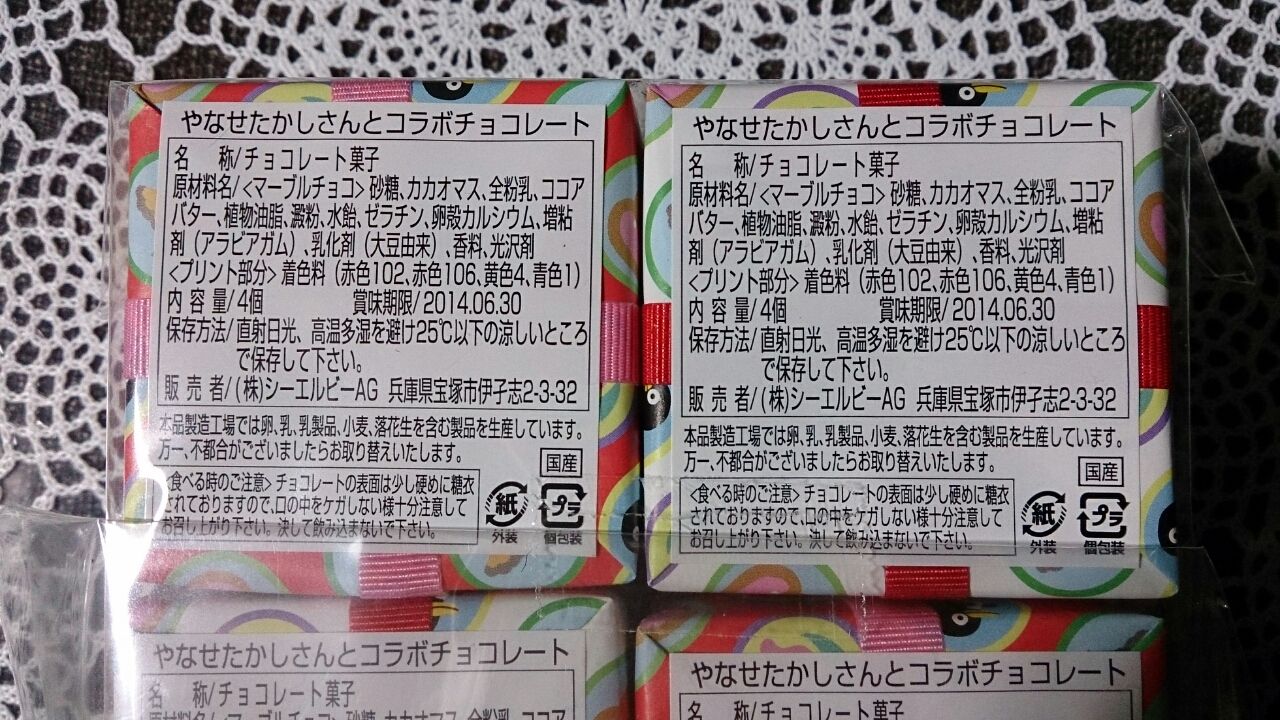 やなせたかしさんとコラボチョコレート
名　称/チョコレート菓子
原材料名/<マーブルチョコ>砂糖、カカオマス、全粉乳、ココア
バター、植物油脂、澱粉、水飴、ゼラチン、卵殻カルシウム、増粘
剤(アラビアガム)、乳化剤(大豆由来)、香料、光沢剤
<プリント部分>着色料(赤色102、赤色106、黄色4、青色1)
内容量/4個　賞味期限/2014.06.30
保存方法/直射日光、高温多湿を避け25℃以下の涼しいところ
で保存して下さい。
販売者/(株)シーエルビーAG 兵庫県宝塚市伊孑志2-3-32
本品製造工場では卵、乳、乳製品、小麦、落花生を含む製品を生産しています。
万一、不都合がございましたらお取り替えいたします。
国産
<食べる時のご注意>チョコレートの表面は少し硬めに糖衣
されておりますので、口の中をケガしない様十分注意して
お召し上がり下さい。決して飲み込まないで下さい。
紙 プラ
外装 個包装
やなせたかしさんとコラボチョコレート
名　称/チョコレート菓子
原材料名/<マーブルチョコ>砂糖、カカオマス、全粉乳、ココア
バター、植物油脂、澱粉、水飴、ゼラチン、卵殻カルシウム、増粘
剤(アラビアガム)、乳化剤(大豆由来)、香料、光沢剤
<プリント部分>着色料(赤色102、赤色106、黄色4、青色1)
内容量/4個　賞味期限/2014.06.30
保存方法/直射日光、高温多湿を避け25℃以下の涼しいところ
で保存して下さい。
販売者/(株)シーエルビーAG 兵庫県宝塚市伊孑志2-3-32
本品製造工場では卵、乳、乳製品、小麦、落花生を含む製品を生産しています。
万一、不都合がございましたらお取り替えいたします。
国産
<食べる時のご注意>チョコレートの表面は少し硬めに糖衣
されておりますので、口の中をケガしない様十分注意して
お召し上がり下さい。決して飲み込まないで下さい。
紙 プラ
外装 個包装
やなせたかしさんとコラボチョコレート
名　称/チョコレート菓子
やなせたかしさんとコラボチョコレート
名　称/チョコレート菓子